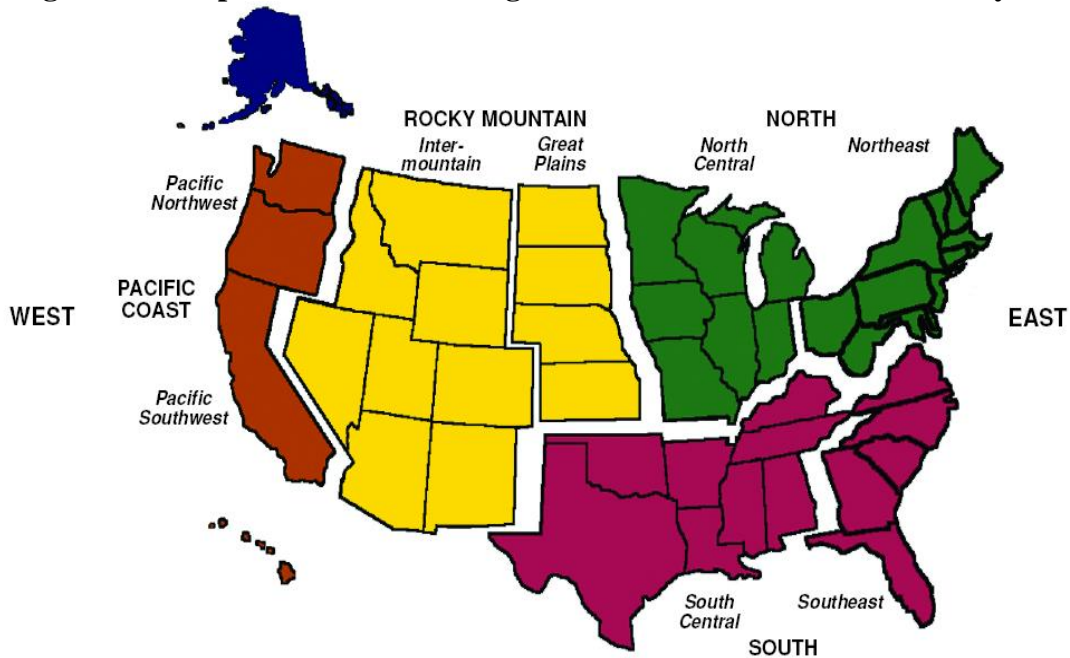 ROCKY MOUNTAIN
Inter-
mountain
Great
Plains
NORTH
North
Central
Northeast
Pacific
Northwest
PACIFIC
COAST
WEST
EAST
Pacific
Southwest
South
Central
Southeast
SOUTH